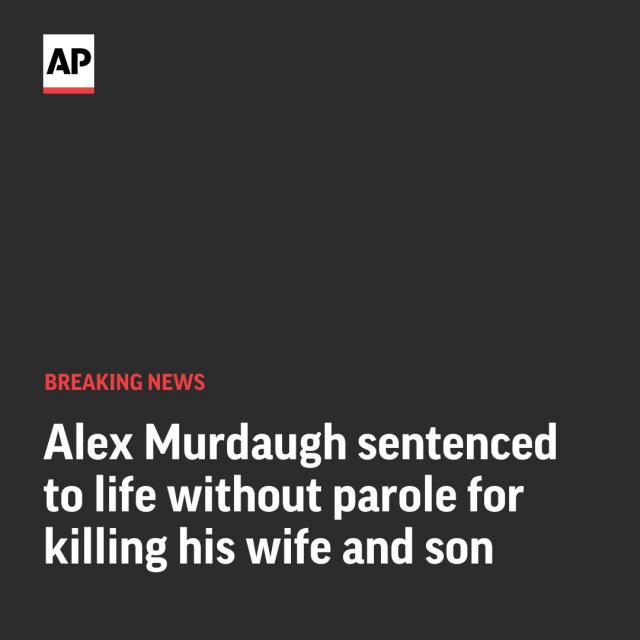 AP
BREAKING NEWS
Alex Murdaugh sentenced
to life without parole for
killing his wife and son